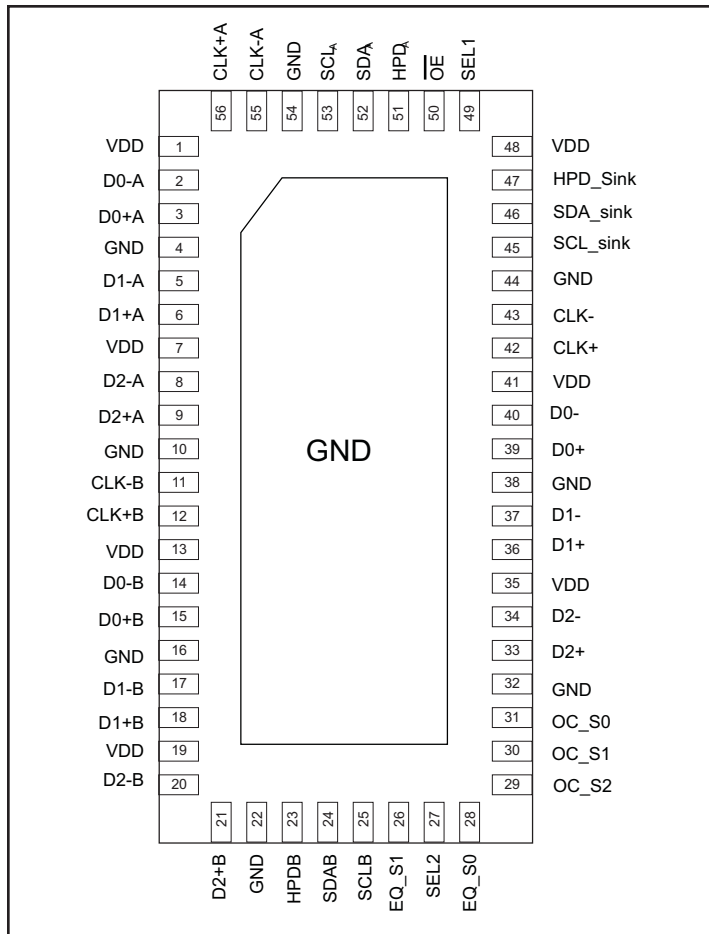 CLK+A CLK-A GND SCLA SDAA HPDA OE SEL1
56 55 54 53 52 51 50 49
VDD 1 48 VDD
D0-A 2 47 HPD_Sink
D0+A 3 46 SDA_sink
GND 4 45 SCL_sink
D1-A 5 44 GND
D1+A 6 43 CLK-
VDD 7 42 CLK+
D2-A 8 41 VDD
D2+A 9 40 D0-
GND 10 GND 39 D0+
CLK-B 11 38 GND
CLK+B 12 37 D1-
VDD 13 36 D1+
D0-B 14 35 VDD
D0+B 15 34 D2-
GND 16 33 D2+
D1-B 17 32 GND
D1+B 18 31 OC_S0
VDD 19 30 OC_S1
D2-B 20 29 OC_S2
21 22 23 24 25 26 27 28
D2+B GND HPDB SDAB SCLB EQ_S1 SEL2 EQ_S0